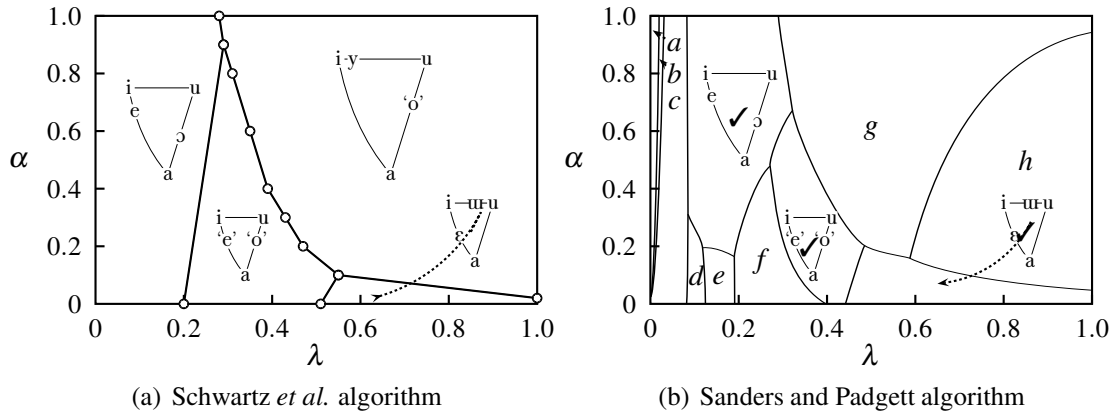 1.0
0.8
0.6
0.4
0.2
0
α
0 0.2 0.4 0.6 0.8 1.0
λ
i u
e
ɔ
a
i y u
‘o’
a
i u
‘e’ ‘o’
a
i ɯ u
ɛ
a
(a) Schwartz et al. algorithm
1.0
0.8
0.6
0.4
0.2
0
α
0 0.2 0.4 0.6 0.8 1.0
λ
a
b
c
i u
e
✓
ɔ
a
g
h
d e f
i u
‘e’ ‘o’
✓
a
i ɯ u
✓
a
(b) Sanders and Padgett algorithm